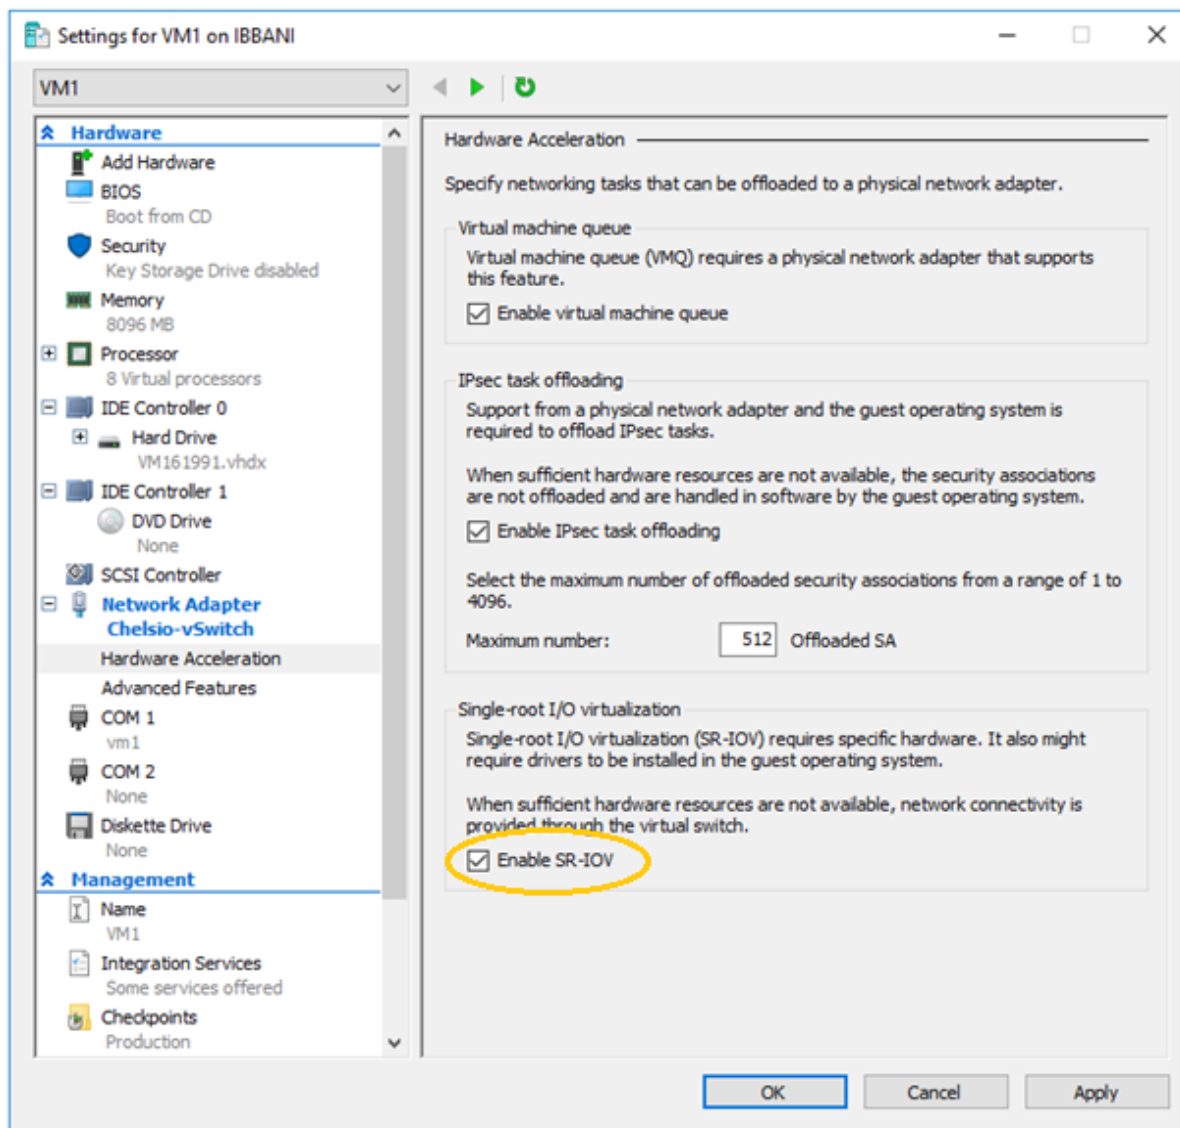 Settings for VM1 on IBBANI
VM1
Hardware
Add Hardware
BIOS
Boot from CD
Security
Key Storage Drive disabled
Memory
8096 MB
Processor
8 Virtual processors
IDE Controller 0
Hard Drive
VM161991.vhdx
IDE Controller 1
DVD Drive
None
SCSI Controller
Network Adapter
Chelsio-vSwitch
Hardware Acceleration
Advanced Features
COM 1
vm1
COM 2
None
Diskette Drive
None
Management
Name
VM1
Integration Services
Some services offered
Checkpoints
Production
Hardware Acceleration
Specify networking tasks that can be offloaded to a physical network adapter.
Virtual machine queue
Virtual machine queue (VMQ) requires a physical network adapter that supports
this feature.
Enable virtual machine queue
IPsec task offloading
Support from a physical network adapter and the guest operating system is
required to offload IPsec tasks.
When sufficient hardware resources are not available, the security associations
are not offloaded and are handled in software by the guest operating system.
Enable IPsec task offloading
Select the maximum number of offloaded security associations from a range of 1 to
4096.
Maximum number: 512 Offloaded SA
Single-root I/O virtualization
Single-root I/O virtualization (SR-IOV) requires specific hardware. It also might
require drivers to be installed in the guest operating system.
When sufficient hardware resources are not available, network connectivity is
provided through the virtual switch.
Enable SR-IOV
OK Cancel Apply